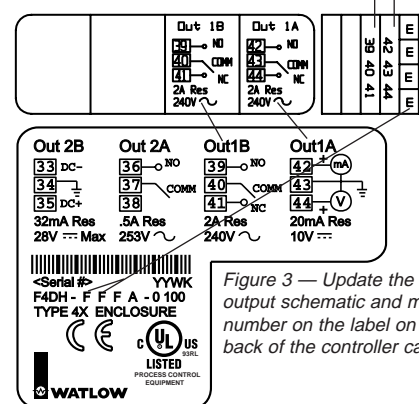 Out 1B Out 1A
39 NO 42 NO
40 COMM 43 COMM
41 NC 44 NC
2A Res 2A Res
240V 240V
39 40 41
42 43 44
E
E
E
E
Out 2B Out 2A Out1B Out1A
33 DC- 36 NO 39 NO 42 + mA
34 37 COMM 40 COMM 43
35 DC+ 38 41 NC 44 + V
32mA Res .5A Res 2A Res 20mA Res
28V Max 253V 240V 10V
<Serial #> YYWK
F4DH - F F F A - 0 100
TYPE 4X ENCLOSURE
CE C UL US
93RL
LISTED
PROCESS CONTROL
EQUIPMENT
WATLOW
Figure 3 — Update the
output schematic and m
number on the label on
back of the controller ca